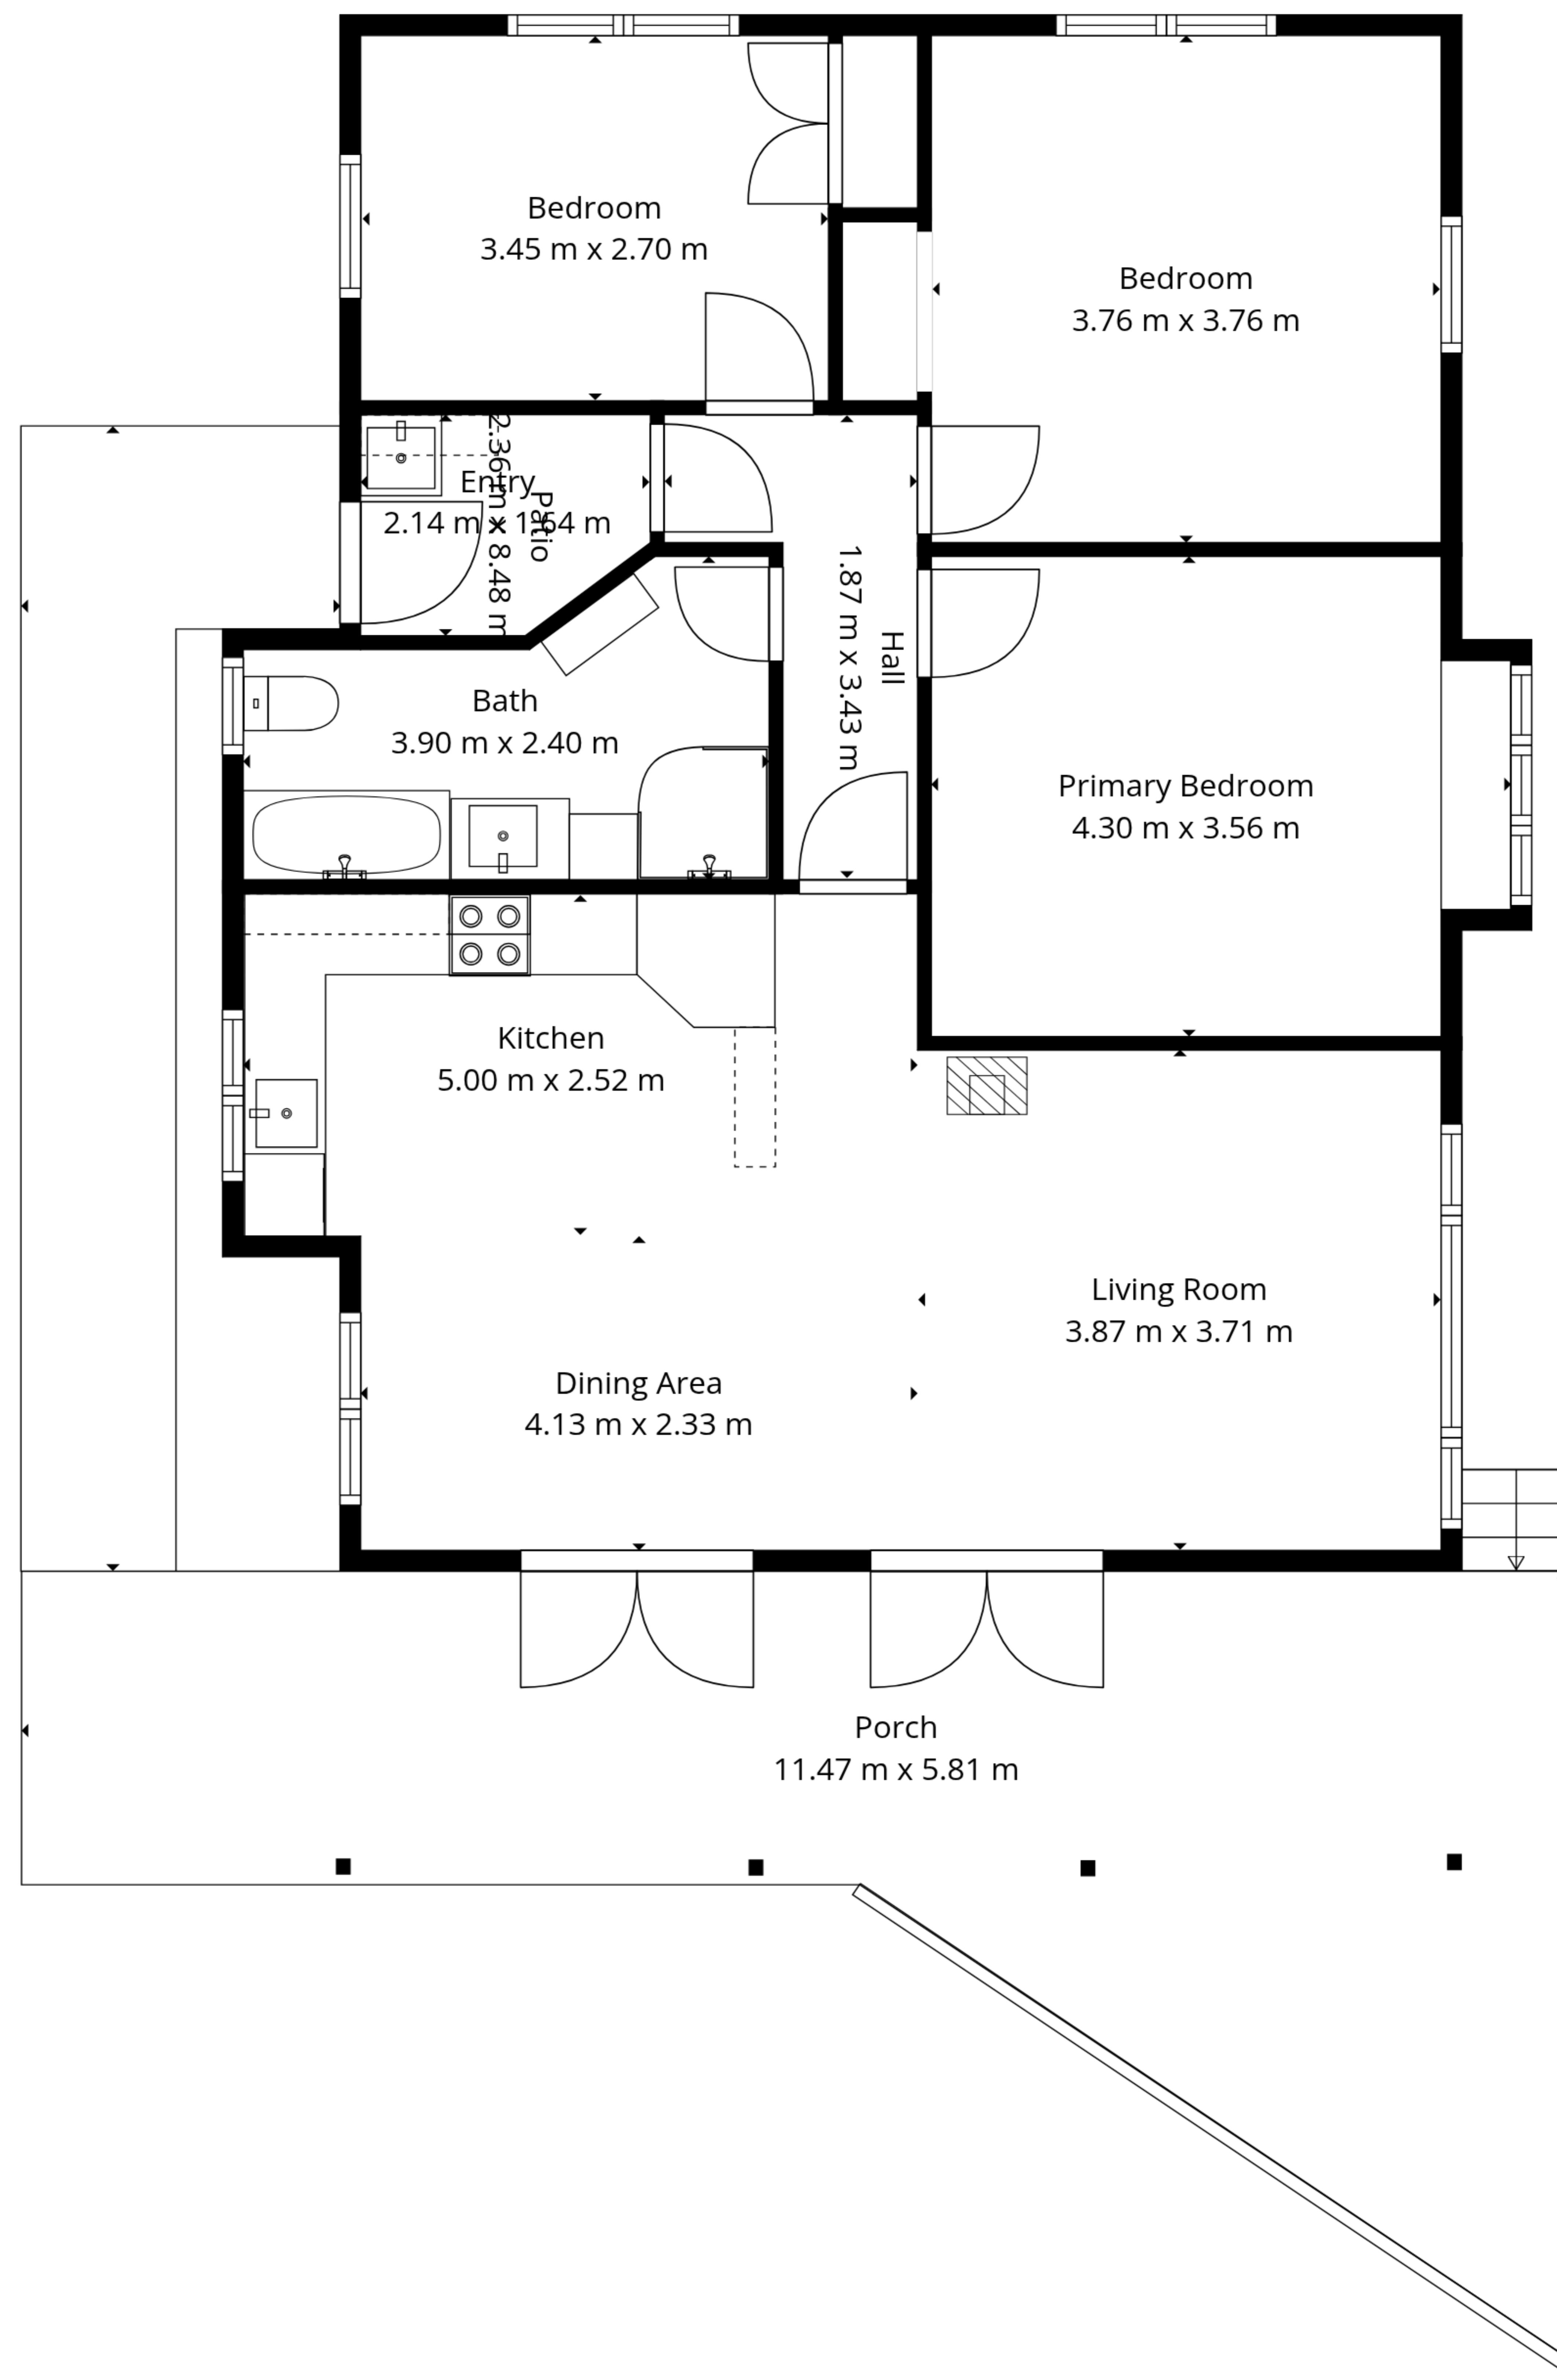 Bedroom
3.45 m x 2.70 m
Bedroom
3.76 m x 3.76 m
Entry
2.14 m x 1.64 m
Patio
2.36 m x 8.48 m
Hall
1.87 m x 3.43 m
Bath
3.90 m x 2.40 m
Primary Bedroom
4.30 m x 3.56 m
Kitchen
5.00 m x 2.52 m
Living Room
3.87 m x 3.71 m
Dining Area
4.13 m x 2.33 m
Porch
11.47 m x 5.81 m